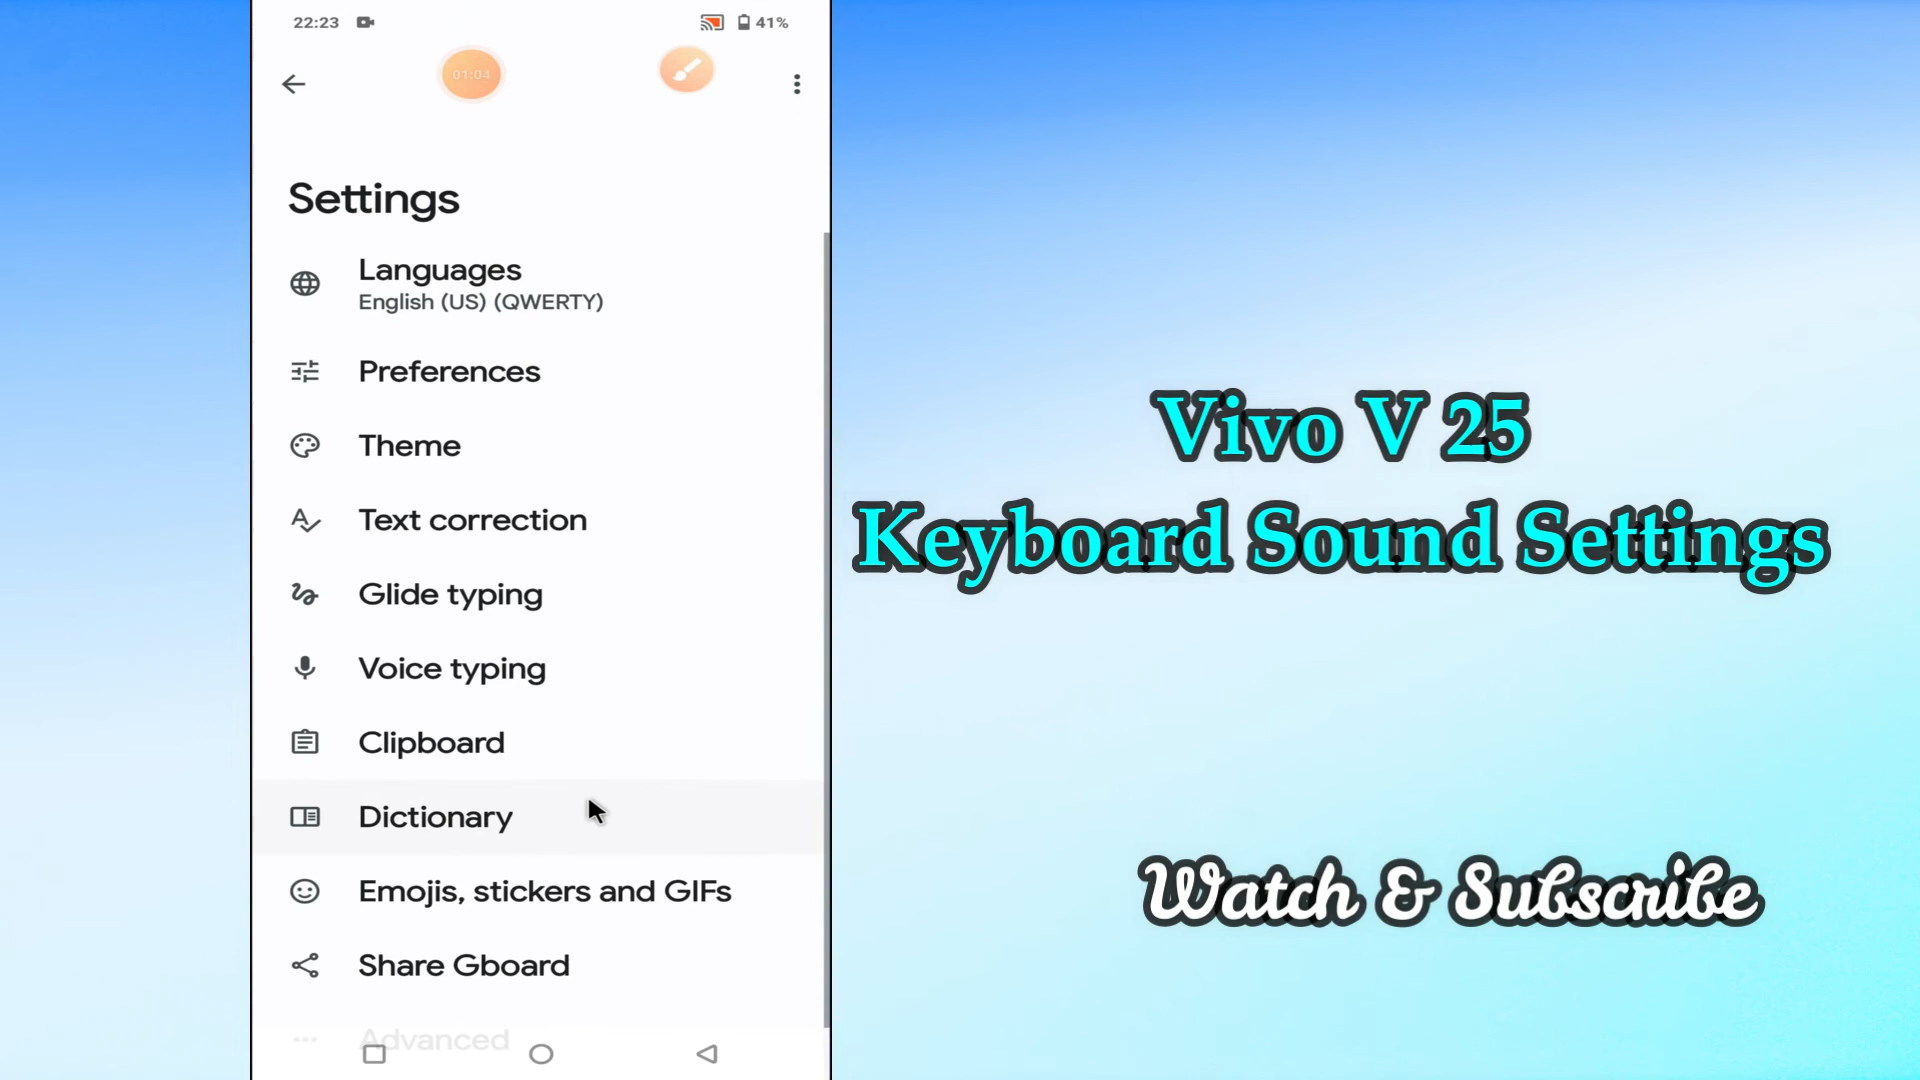 22:23
41%
01:04
Settings
Languages
English (US) (QWERTY)
Preferences
Theme
Text correction
Glide typing
Voice typing
Clipboard
Dictionary
Emojis, stickers and GIFs
Share Gboard
Advanced
Vivo V 25
Keyboard Sound Settings
Watch & Subscribe